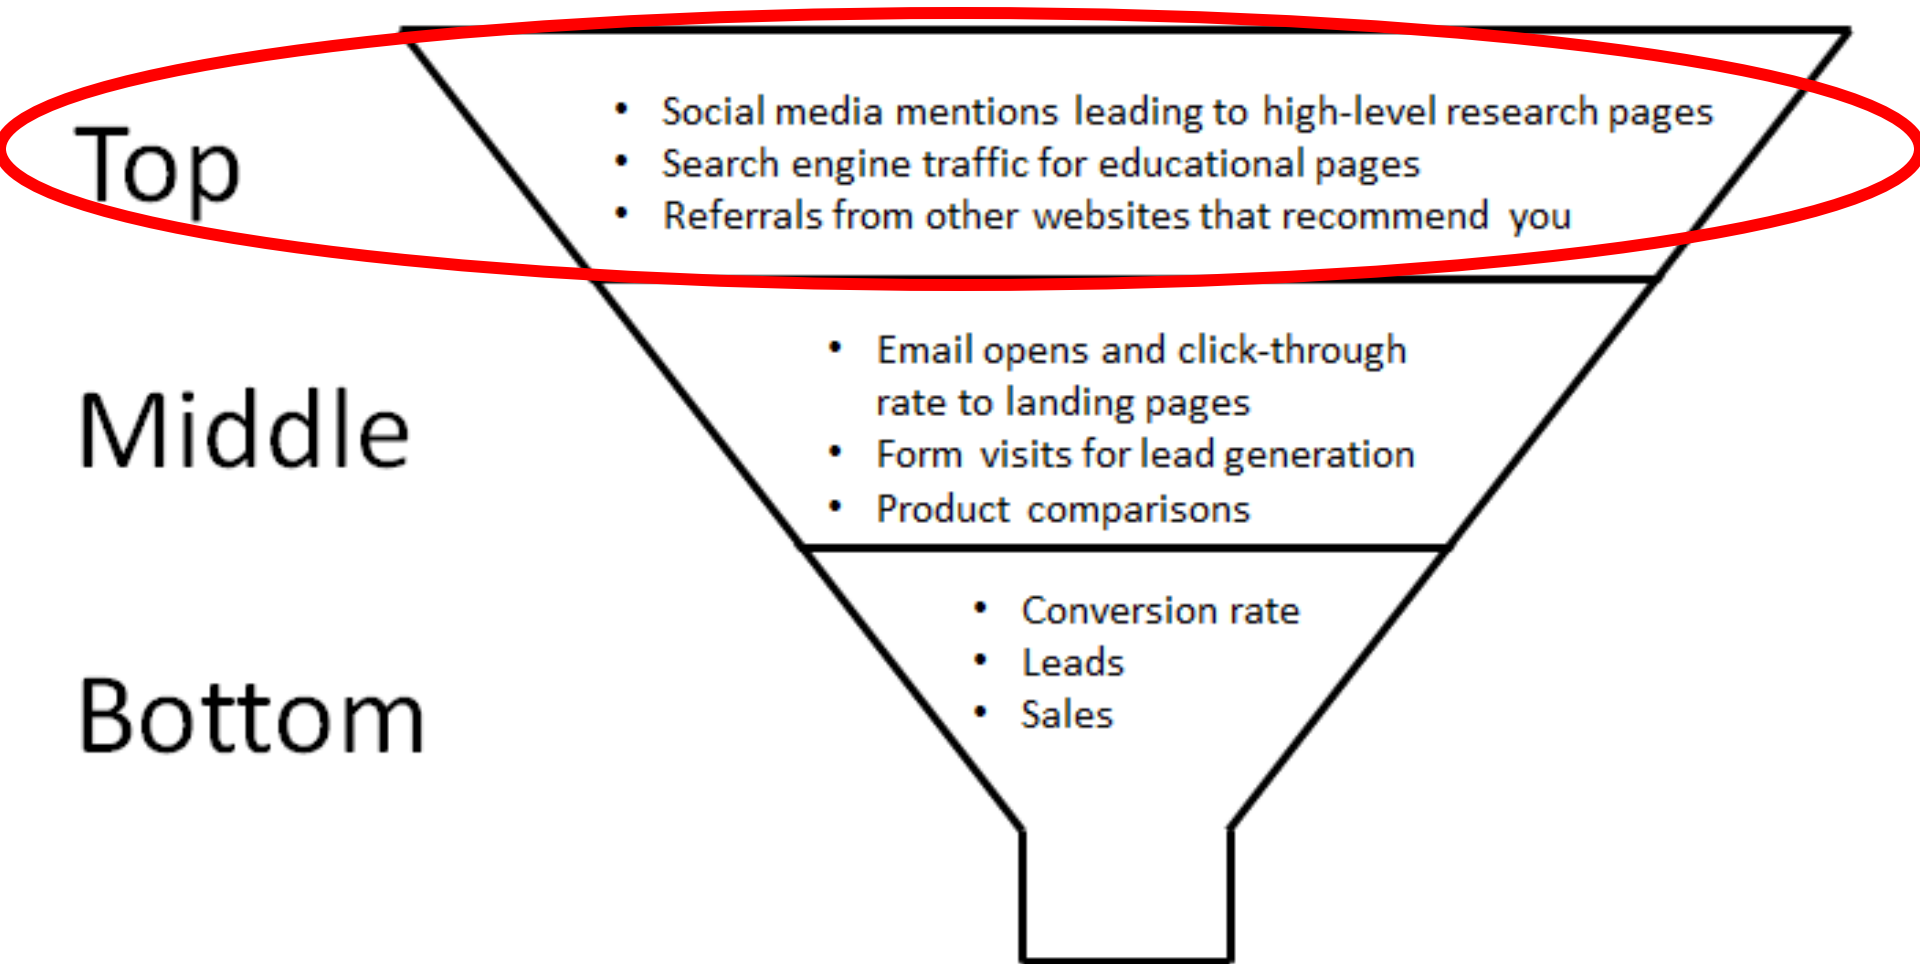 Top
• Social media mentions leading to high-level research pages
• Search engine traffic for educational pages
• Referrals from other websites that recommend you
Middle
• Email opens and click-through
rate to landing pages
• Form visits for lead generation
• Product comparisons
Bottom
• Conversion rate
• Leads
• Sales